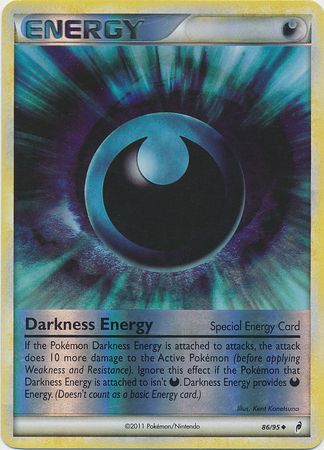 ENERGY
Darkness Energy Special Energy Card
If the Pokémon Darkness Energy is attached to attacks, the attack
does 10 more damage to the Active Pokémon (before applying
Weakness and Resistance). Ignore this effect if the Pokémon that
Darkness Energy is attached to isn't . Darkness Energy provides
Energy. (Doesn't count as a basic Energy card.)
Illus. Kent Kanetsuna
©2011 Pokémon/Nintendo 86/95